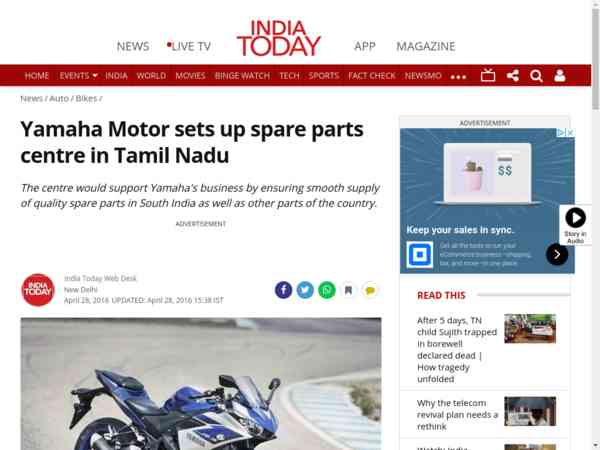 NEWS
LIVE TV
INDIA
TODAY
APP
MAGAZINE
HOME EVENTS INDIA WORLD MOVIES BINGE WATCH TECH SPORTS FACT CHECK NEWSMO
News / Auto / Bikes /
Yamaha Motor sets up spare parts
centre in Tamil Nadu
The centre would support Yamaha's business by ensuring smooth supply
of quality spare parts in South India as well as other parts of the country.
ADVERTISEMENT
INDIA
TODAY
India Today Web Desk
New Delhi
April 28, 2016 UPDATED: April 28, 2016 15:38 IST
YAMAHA
ADVERTISEMENT
$$
Keep your sales in sync.
Get all the tools to run your
eCommerce business—shipping,
tax, and more—in one place.
Story in
Audio
READ THIS
After 5 days, TN
child Sujith trapped
in borewell
declared dead |
How tragedy
unfolded
Why the telecom
revival plan needs a
rethink
Watch: India